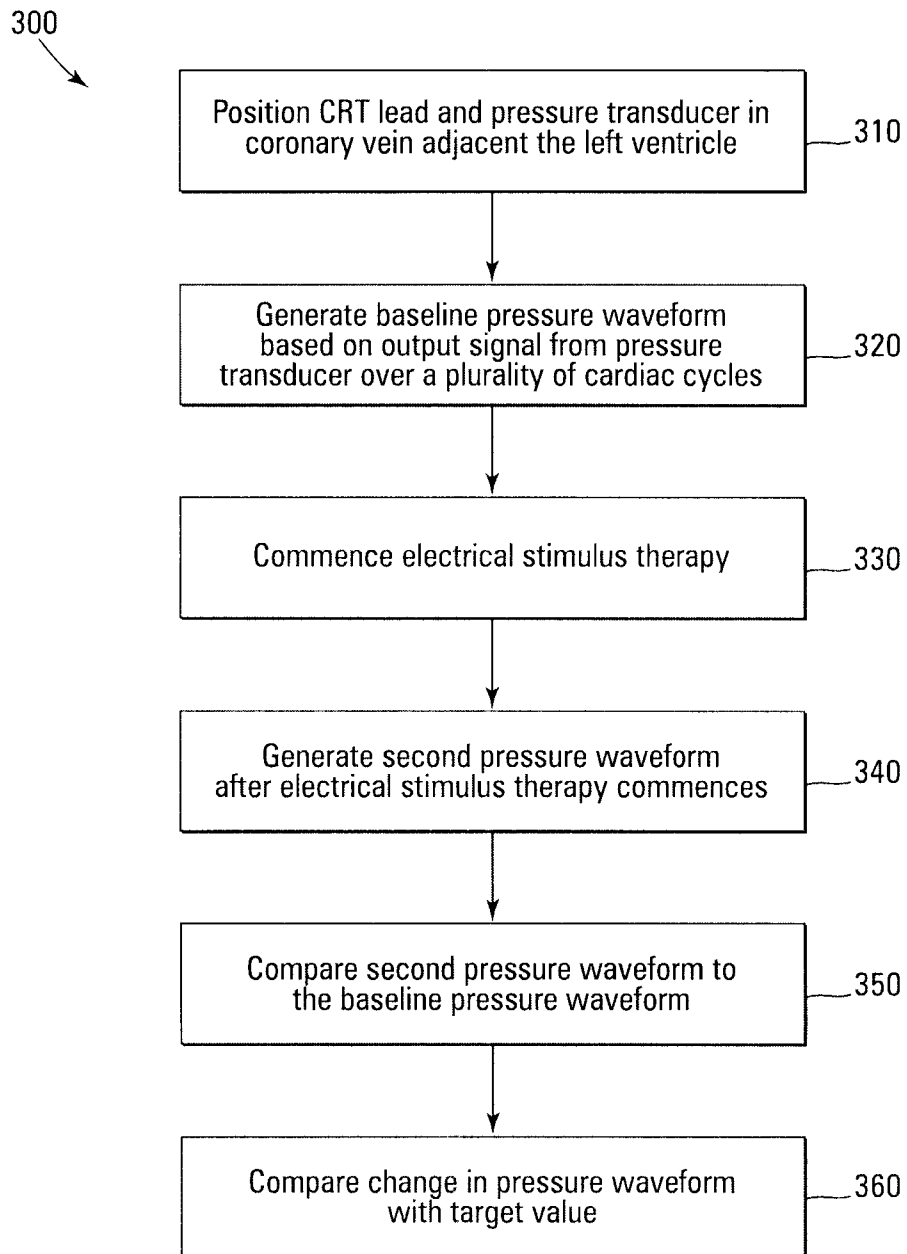 300
Position CRT lead and pressure transducer in
coronary vein adjacent the left ventricle
310
Generate baseline pressure waveform
based on output signal from pressure
transducer over a plurality of cardiac cycles
320
Commence electrical stimulus therapy
330
Generate second pressure waveform
after electrical stimulus therapy commences
340
Compare second pressure waveform to
the baseline pressure waveform
350
Compare change in pressure waveform
with target value
360